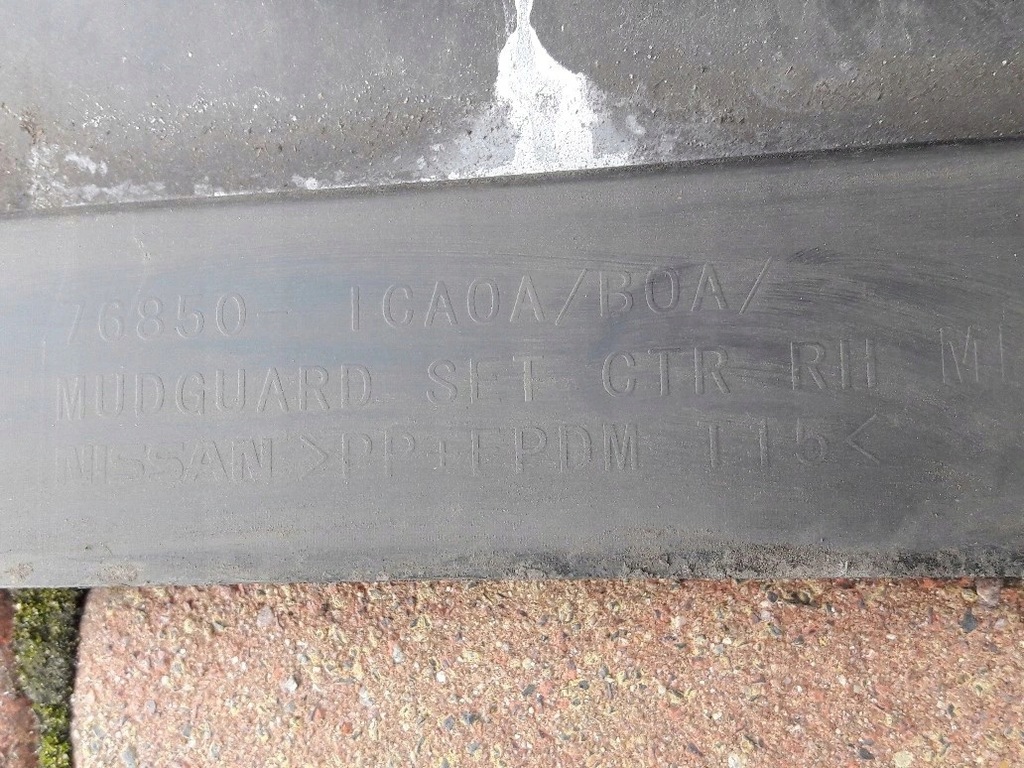 76850- 1CA0A/B0A/
MUDGUARD SET CTR RH
NISSAN >PP+EPDM T15<